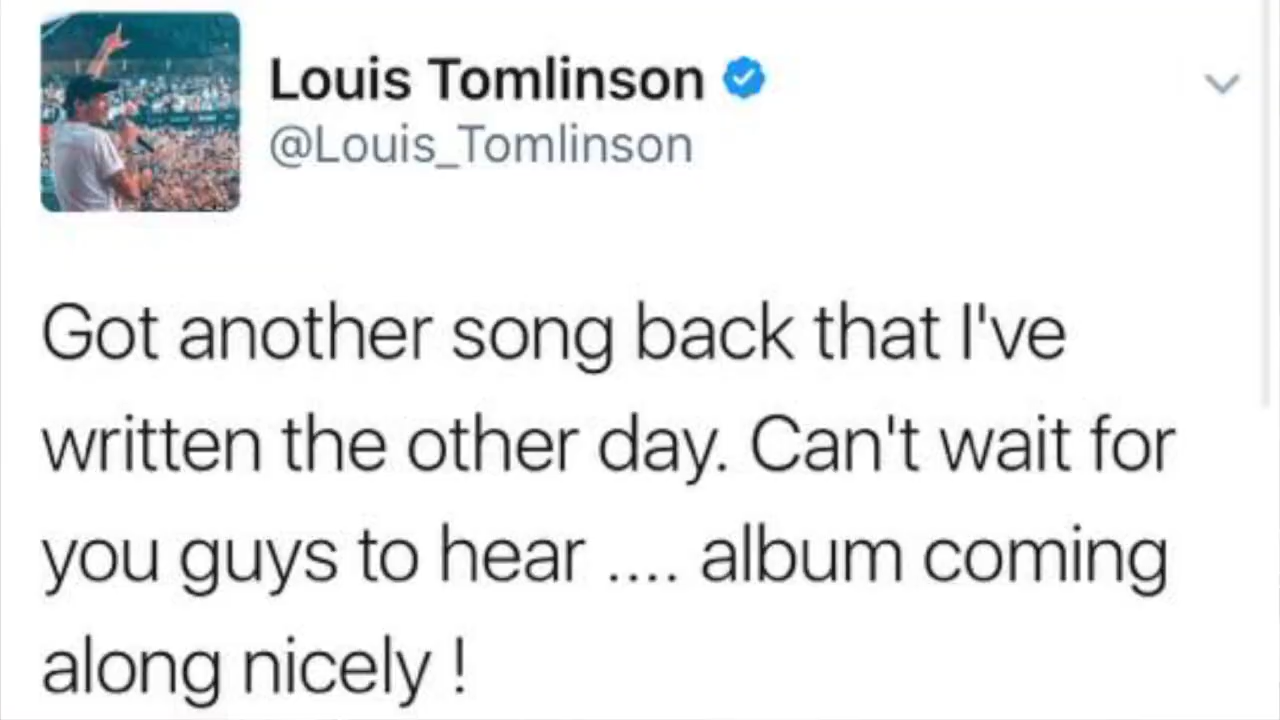 Louis Tomlinson
@Louis_Tomlinson
Got another song back that I've
written the other day. Can't wait for
you guys to hear .... album coming
along nicely !